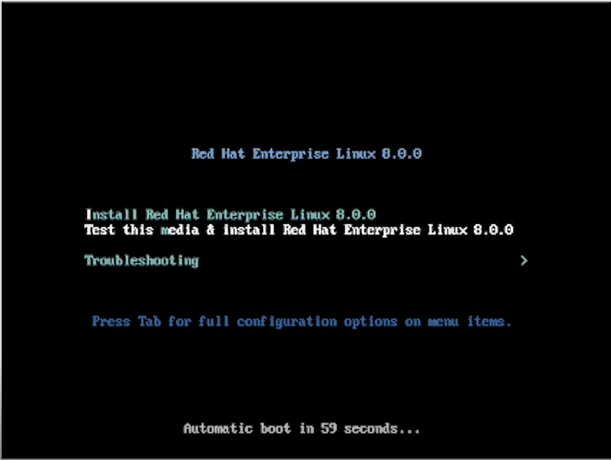 Red Hat Enterprise Linux 8.0.0
Install Red Hat Enterprise Linux 8.0.0
Test this media & install Red Hat Enterprise Linux 8.0.0
Troubleshooting >
Press Tab for full configuration options on menu items.
Automatic boot in 59 seconds...